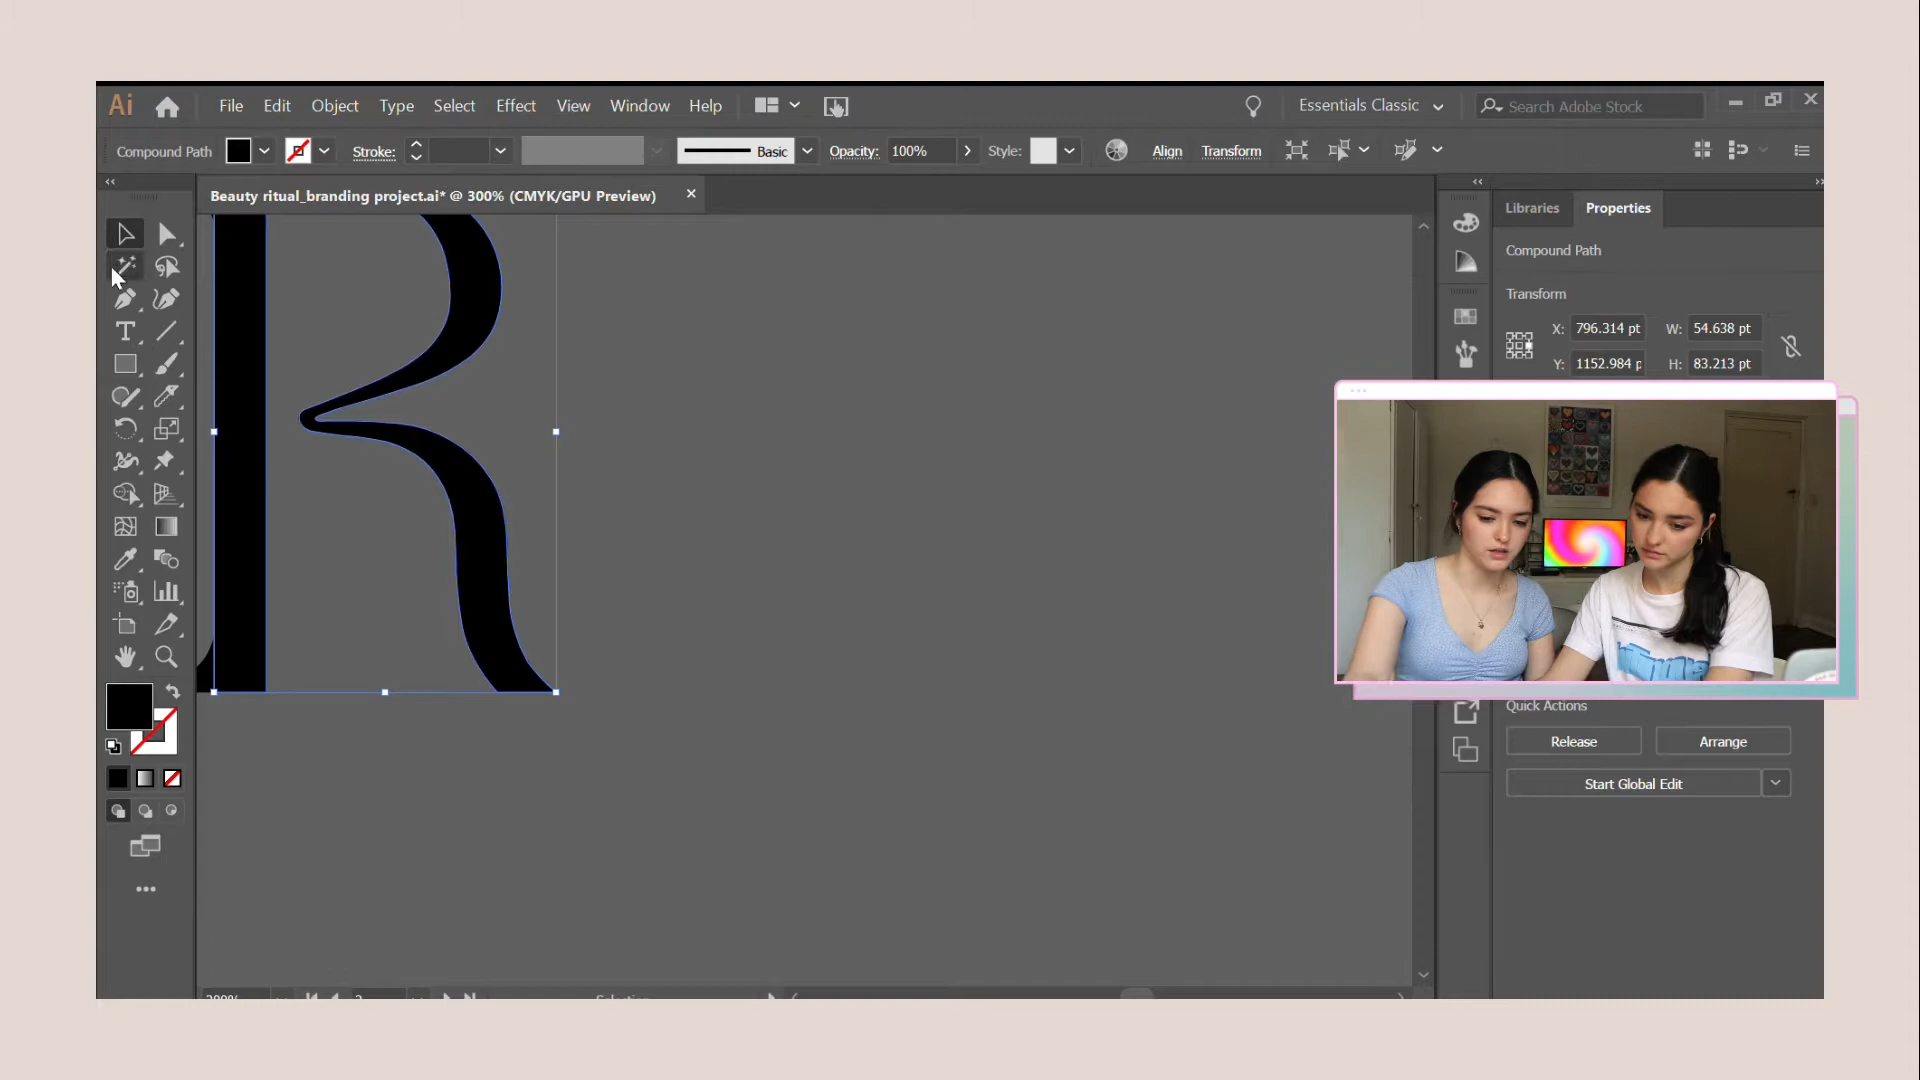 Ai File Edit Object Type Select Effect View Window Help Essentials Classic Search Adobe Stock
Compound Path Stroke: Basic Opacity: 100% Style: Align Transform
Beauty ritual_branding project.ai* @ 300% (CMYK/GPU Preview)
Libraries Properties
Compound Path
Transform
X: 796.314 pt W: 54.638 pt
Y: 1152.984 p H: 83.213 pt
R
Quick Actions
Release Arrange
Start Global Edit